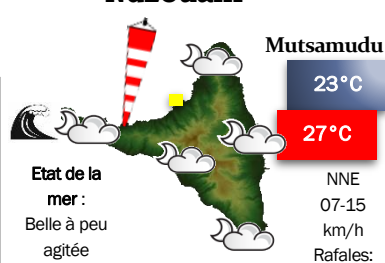 Mutsamudu
23°C
27°C
Etat de la
mer :
Belle à peu
agitée
NNE
07-15
km/h
Rafales: